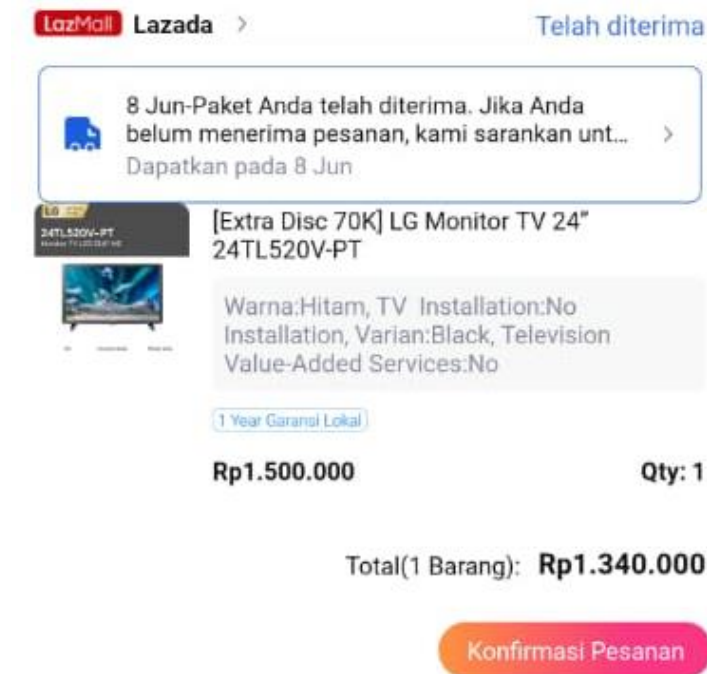 LazMall Lazada
Telah diterima
8 Jun-Paket Anda telah diterima. Jika Anda
belum menerima pesanan, kami sarankan unt...
Dapatkan pada 8 Jun
LG
24TL520V-PT
[Extra Disc 70K] LG Monitor TV 24”
24TL520V-PT
Warna:Hitam, TV Installation:No
Installation, Varian:Black, Television
Value-Added Services:No
1 Year Garansi Lokal
Rp1.500.000
Qty: 1
Total(1 Barang): Rp1.340.000
Konfirmasi Pesanan